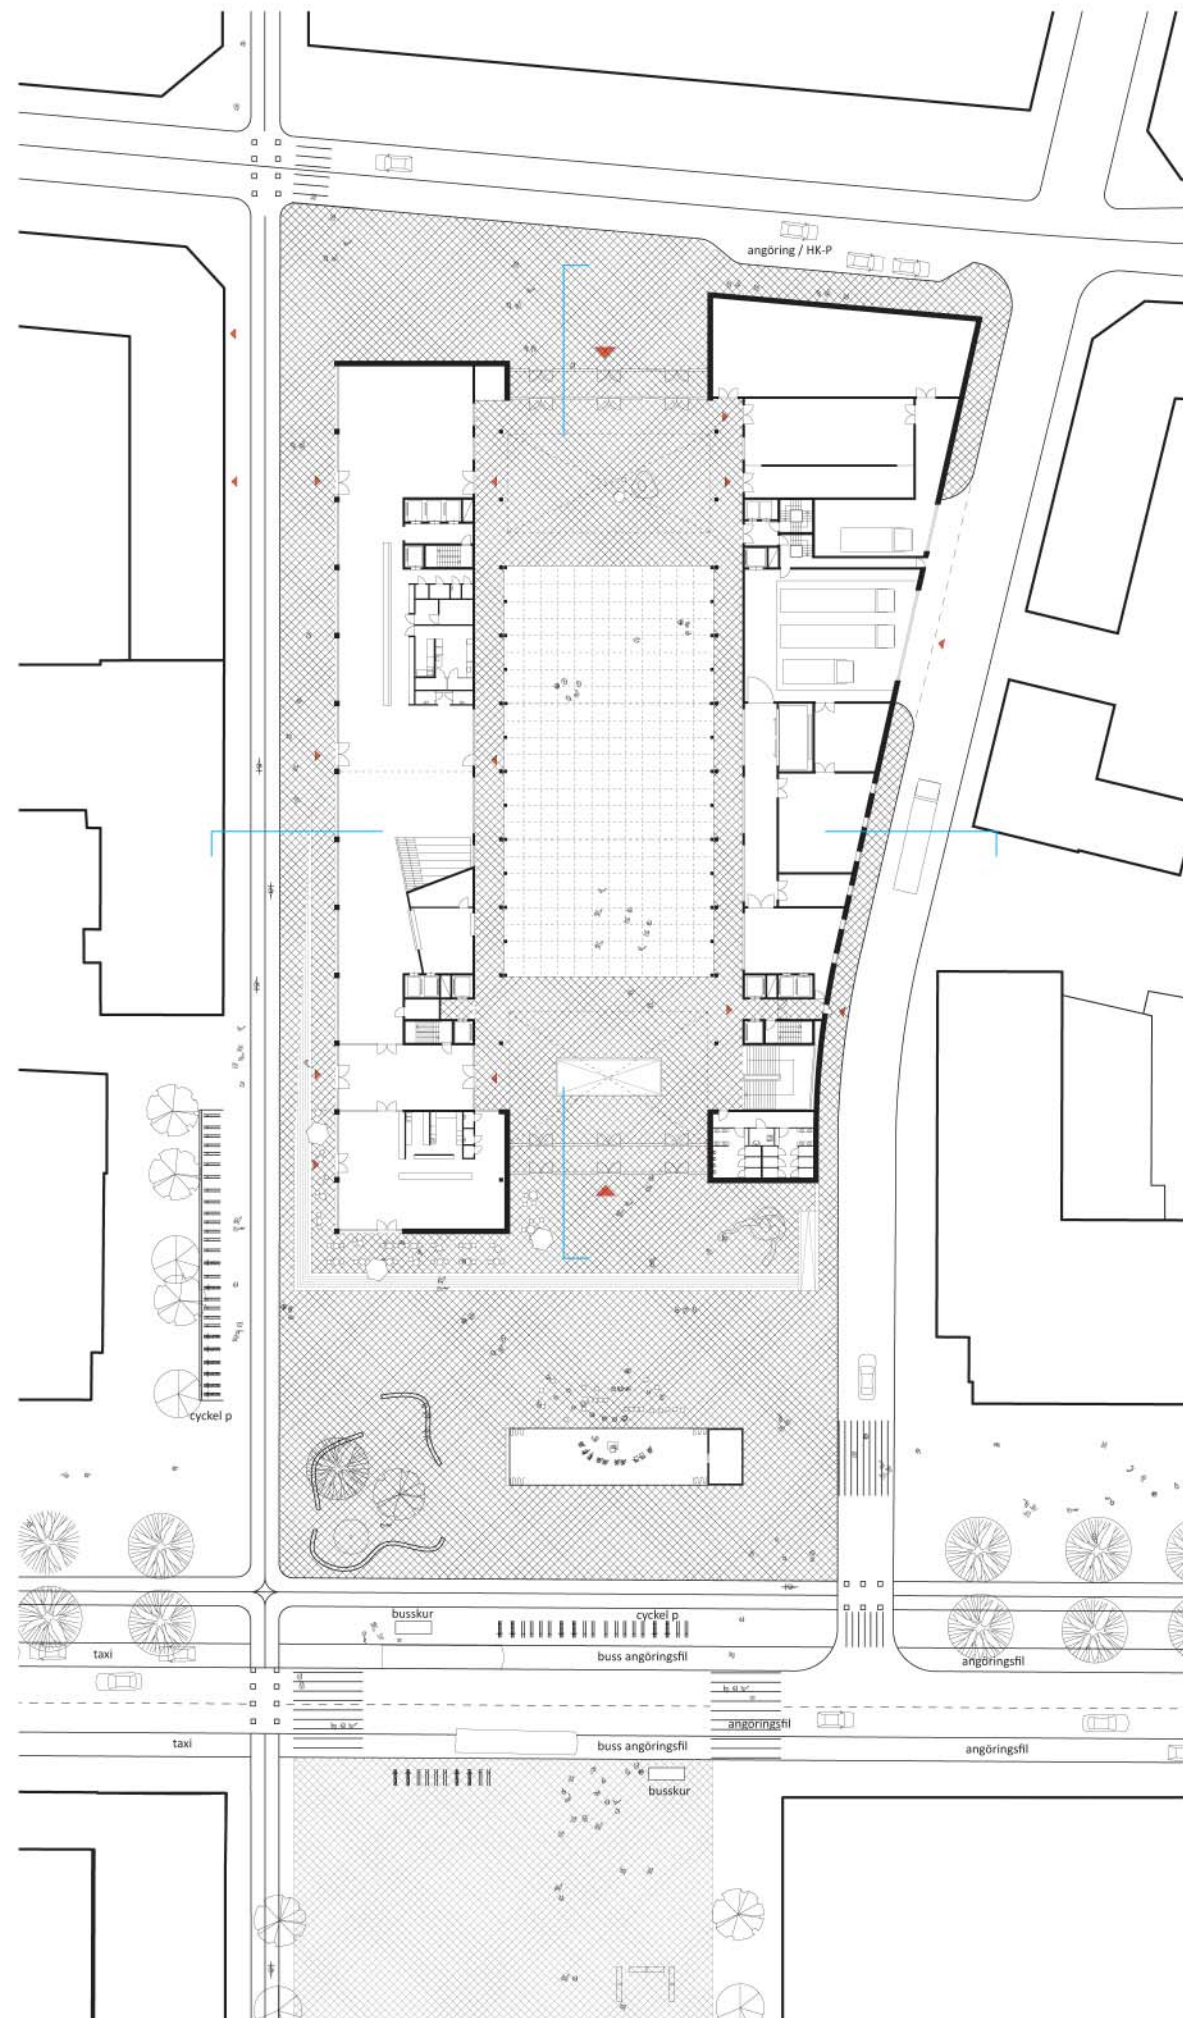 angöring / HK-P
cyckel p
busskur
cyckel p
taxi
buss angöringsfil
angöringsfil
angöringsfil
taxi
buss angöringsfil
angöringsfil
busskur